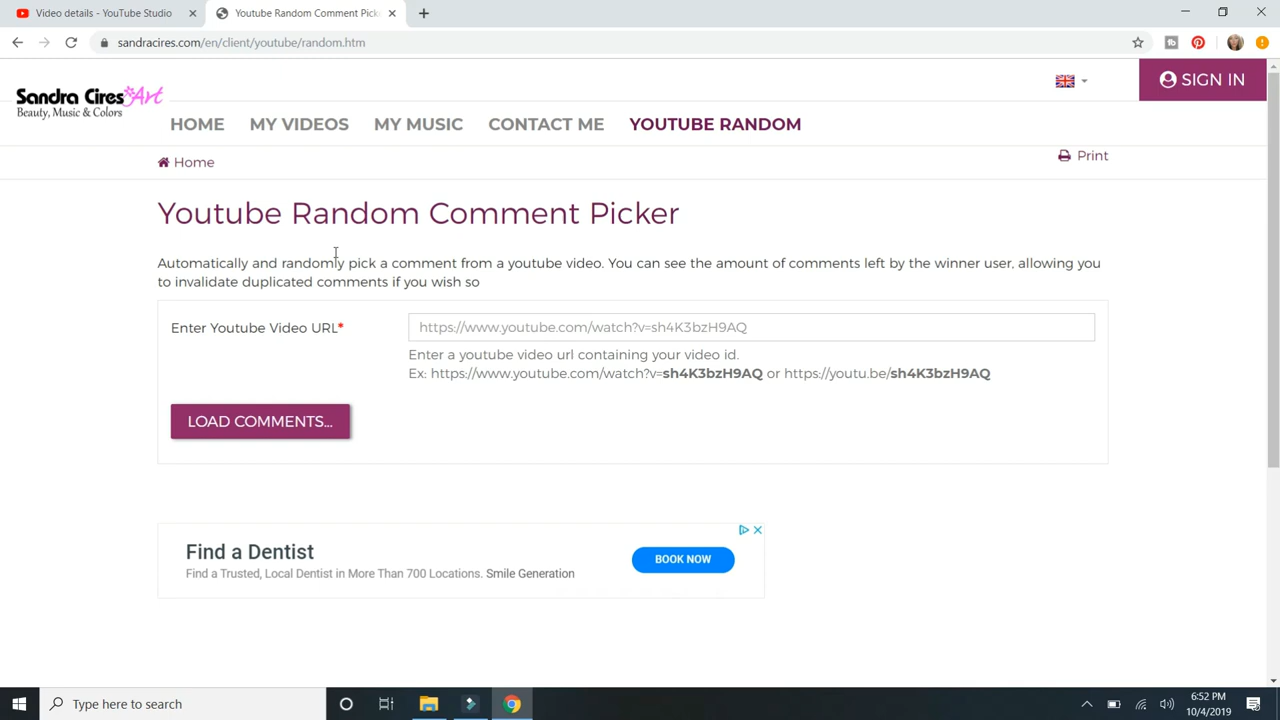 Video details - YouTube Studio
Youtube Random Comment Pick
sandracires.com/en/client/youtube/random.htm
Sandra Cires Art
Beauty, Music & Colors
SIGN IN
HOME MY VIDEOS MY MUSIC CONTACT ME YOUTUBE RANDOM
Home
Print
Youtube Random Comment Picker
Automatically and randomly pick a comment from a youtube video. You can see the amount of comments left by the winner user, allowing you
to invalidate duplicated comments if you wish so
Enter Youtube Video URL*
https://www.youtube.com/watch?v=sh4K3bzH9AQ
Enter a youtube video url containing your video id.
Ex: https://www.youtube.com/watch?v=sh4K3bzH9AQ or https://youtu.be/sh4K3bzH9AQ
LOAD COMMENTS...
Find a Dentist
Find a Trusted, Local Dentist in More Than 700 Locations. Smile Generation
BOOK NOW
Type here to search
6:52 PM
10/4/2019